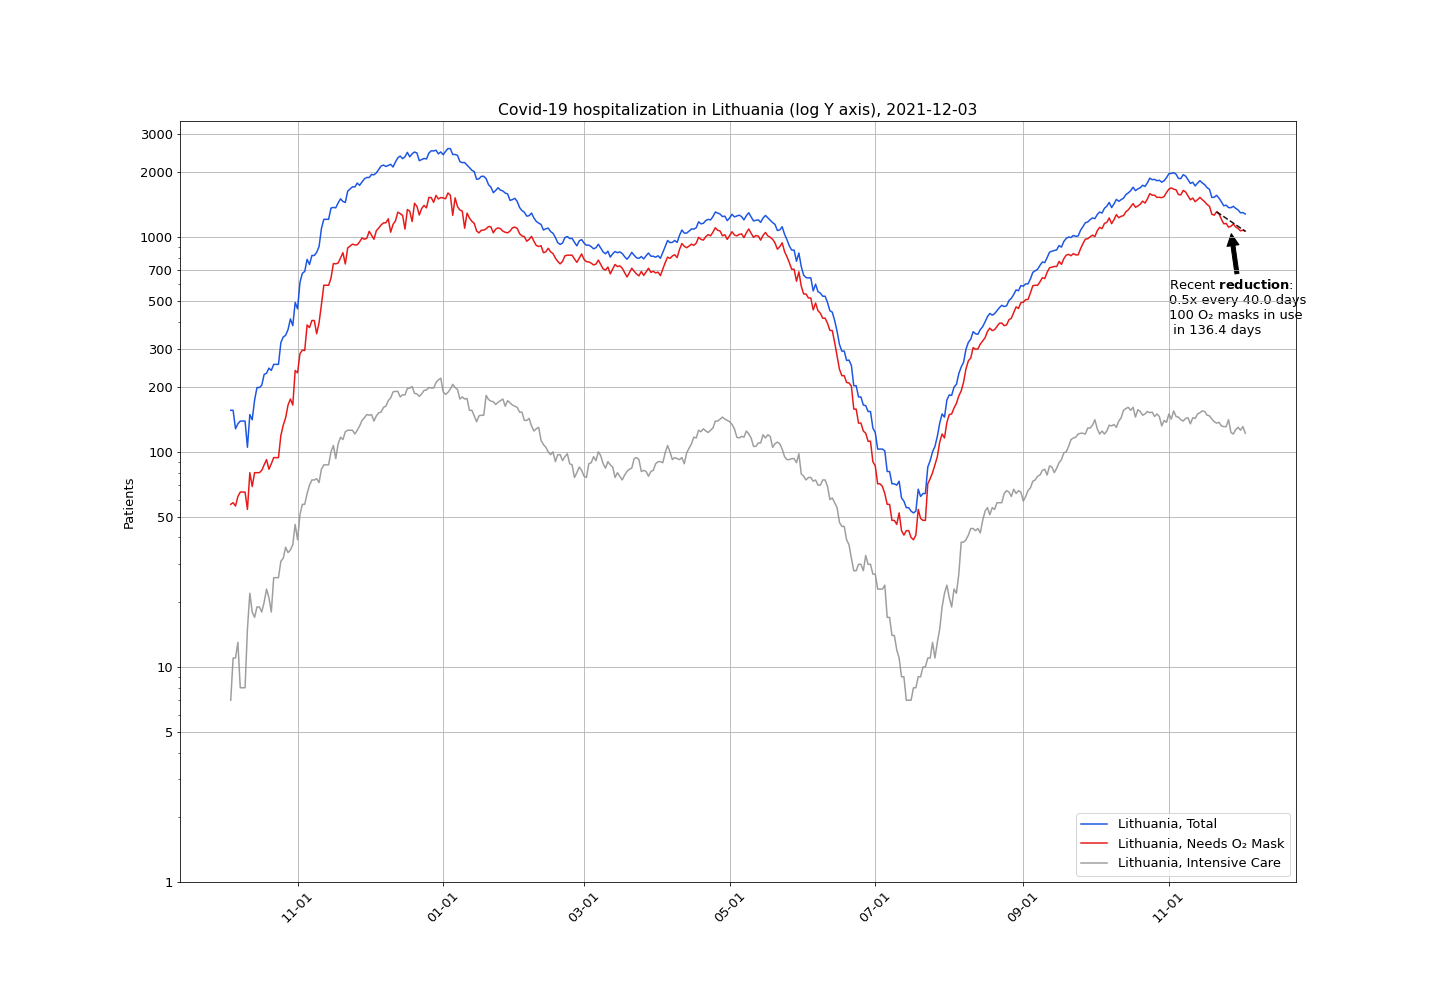 Covid-19 hospitalization in Lithuania (log Y axis), 2021-12-03
3000
2000
1000
700
500
300
200
100
50
10
5
1
Patients
Recent reduction:
0.5x every 40.0 days
100 O₂ masks in use
in 136.4 days
Lithuania, Total
Lithuania, Needs O₂ Mask
Lithuania, Intensive Care
11-01
01-01
03-01
05-01
07-01
09-01
11-01